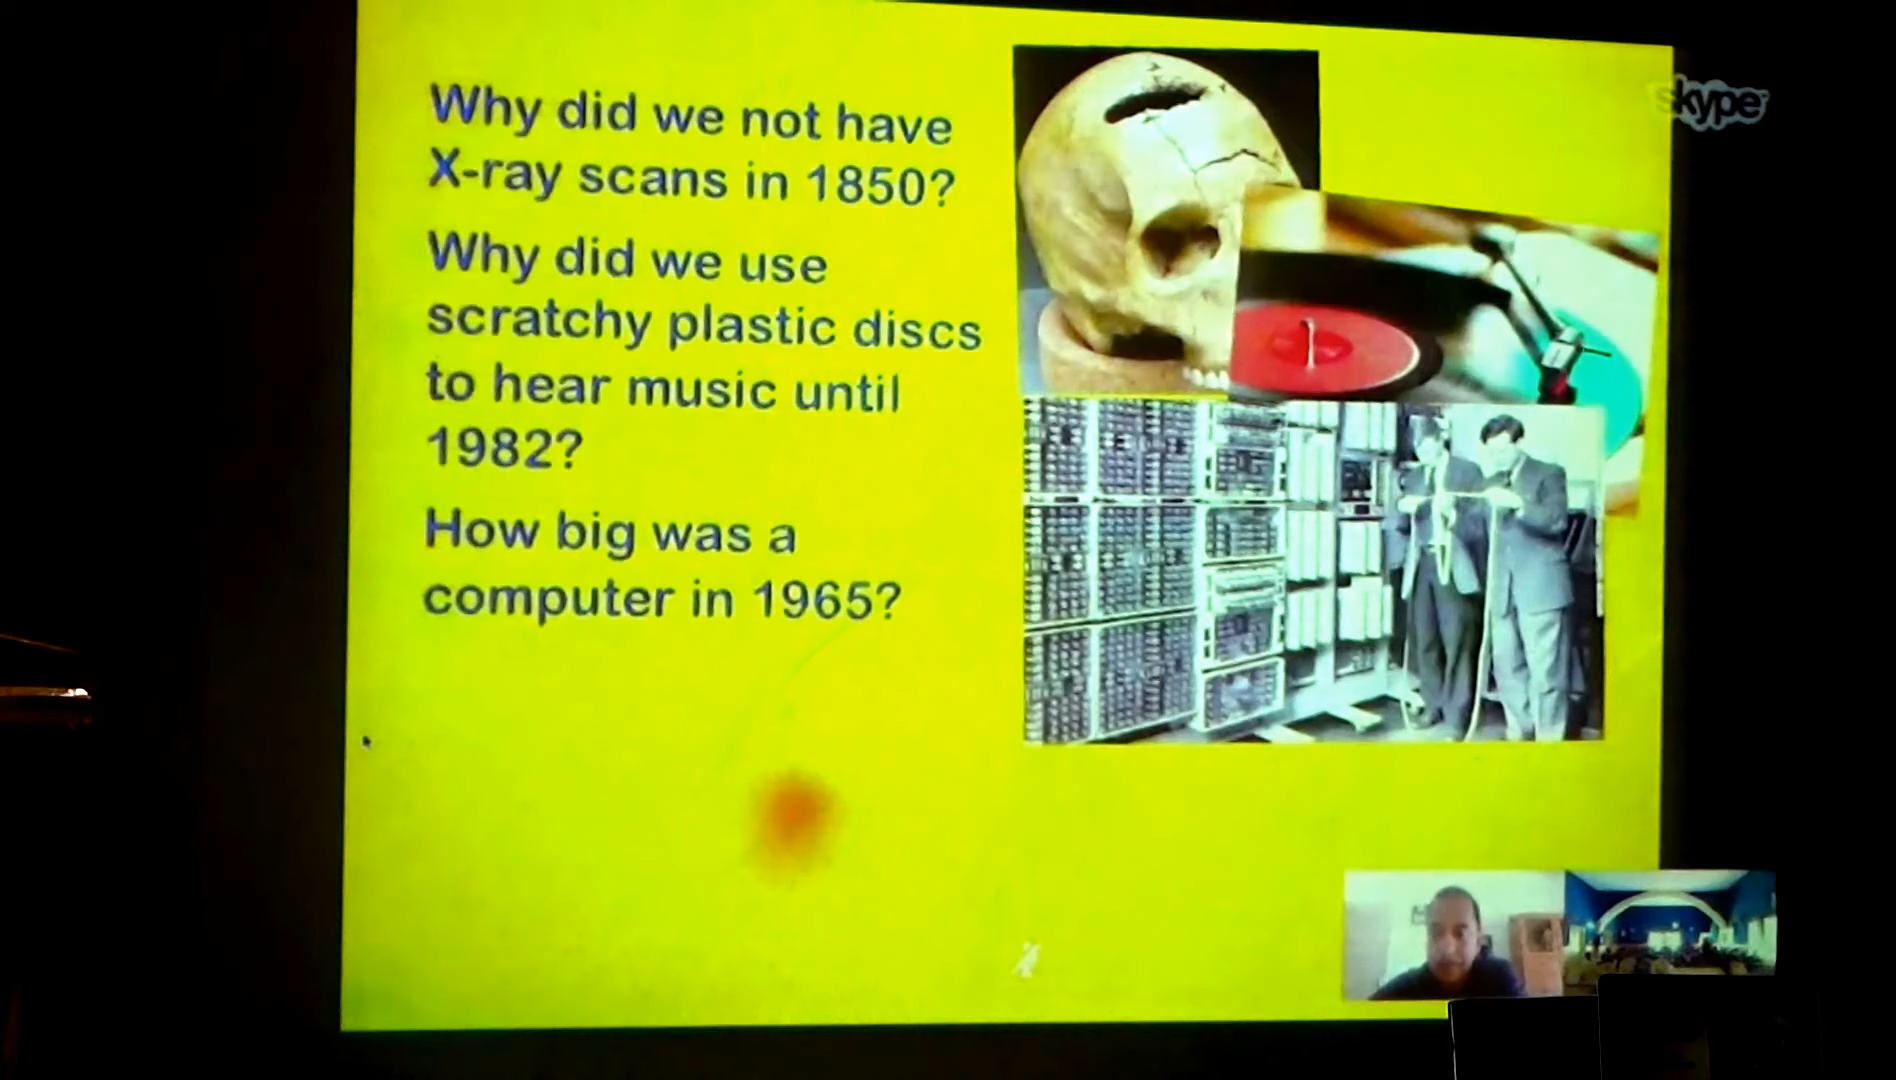 Why did we not have
X-ray scans in 1850?
Why did we use
scratchy plastic discs
to hear music until
1982?
How big was a
computer in 1965?
skype